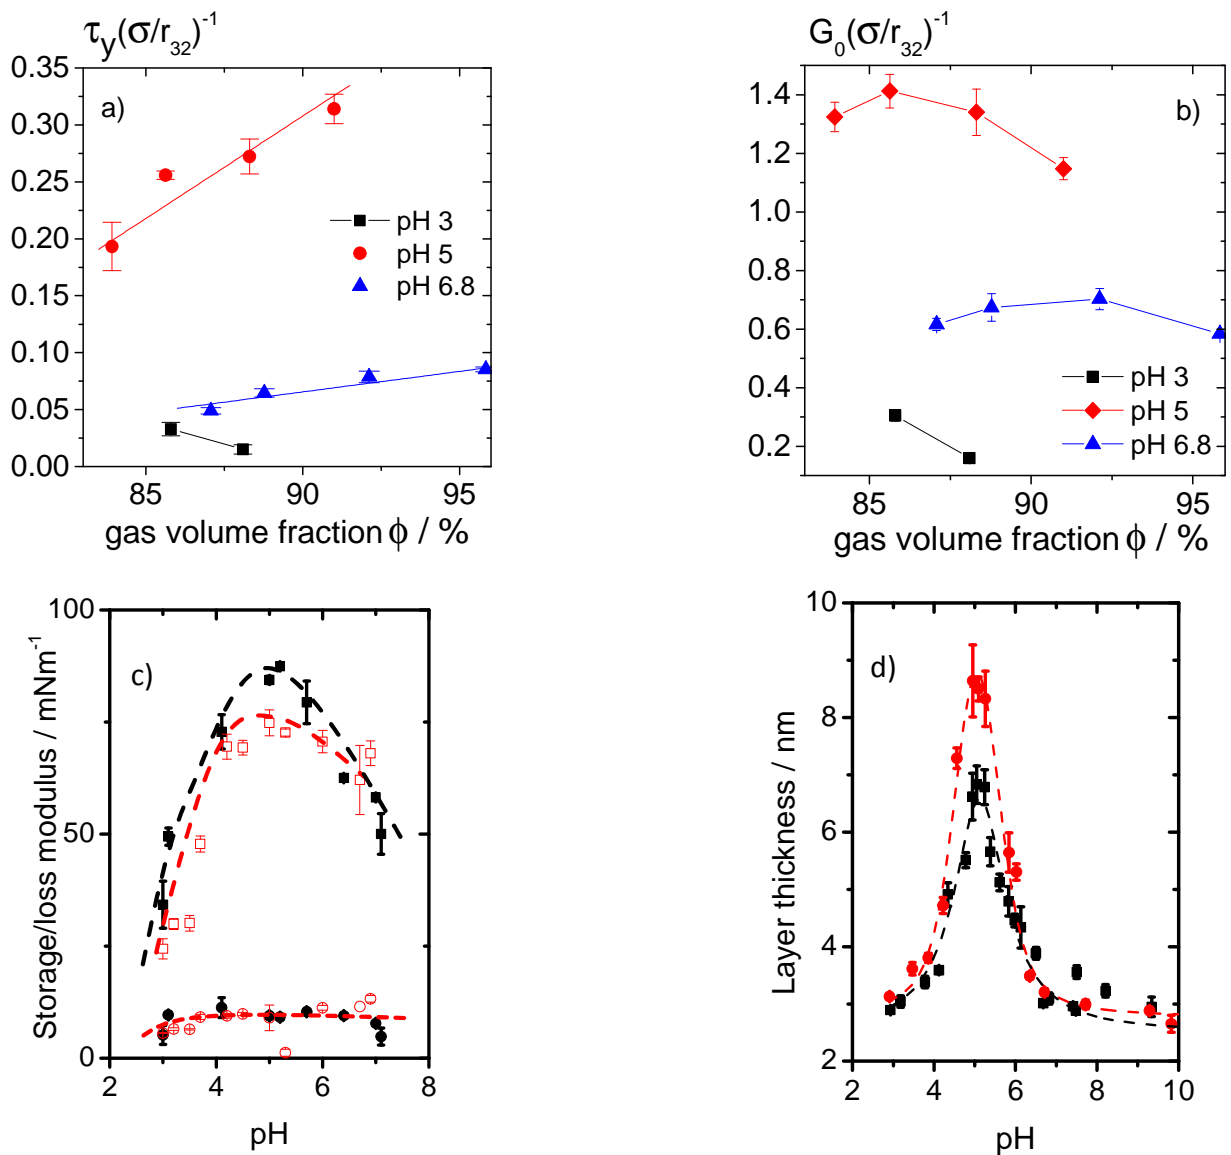 τy(σ/r32)-1
0.35
0.30
0.25
0.20
0.15
0.10
0.05
0.00
a)
pH 3
pH 5
pH 6.8
85 90 95
gas volume fraction ϕ / %
G0(σ/r32)-1
1.4
1.2
1.0
0.8
0.6
0.4
0.2
b)
pH 3
pH 5
pH 6.8
85 90 95
gas volume fraction ϕ / %
Storage/loss modulus / mNm-1
100
50
0
c)
2 4 6 8
pH
Layer thickness / nm
10
8
6
4
2
d)
2 4 6 8 10
pH